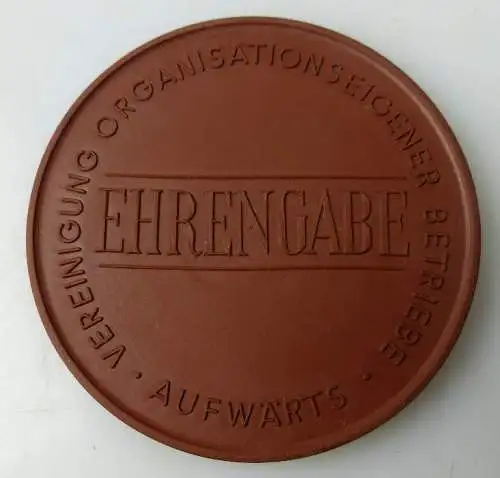 VEREINIGUNG ORGANISATIONSEIGENER BETRIEBE
EHRENGABE
· AUFWÄRTS ·